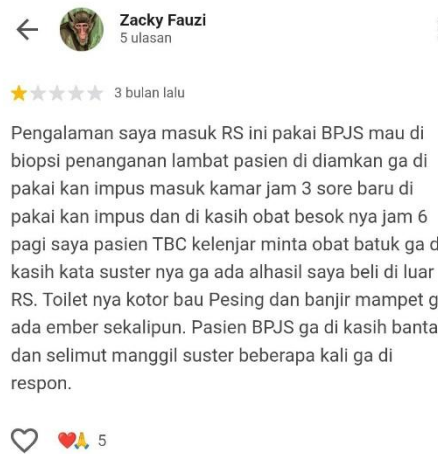 Zacky Fauzi
5 ulasan
3 bulan lalu
Pengalaman saya masuk RS ini pakai BPJS mau di
biopsi penanganan lambat pasien di diamkan ga di
pakai kan impus masuk kamar jam 3 sore baru di
pakai kan impus dan di kasih obat besok nya jam 6
pagi saya pasien TBC kelenjar minta obat batuk ga d
kasih kata suster nya ga ada alhasil saya beli di luar
RS. Toilet nya kotor bau Pesing dan banjir mampet g
ada ember sekalipun. Pasien BPJS ga di kasih banta
dan selimut manggil suster beberapa kali ga di
respon.
5